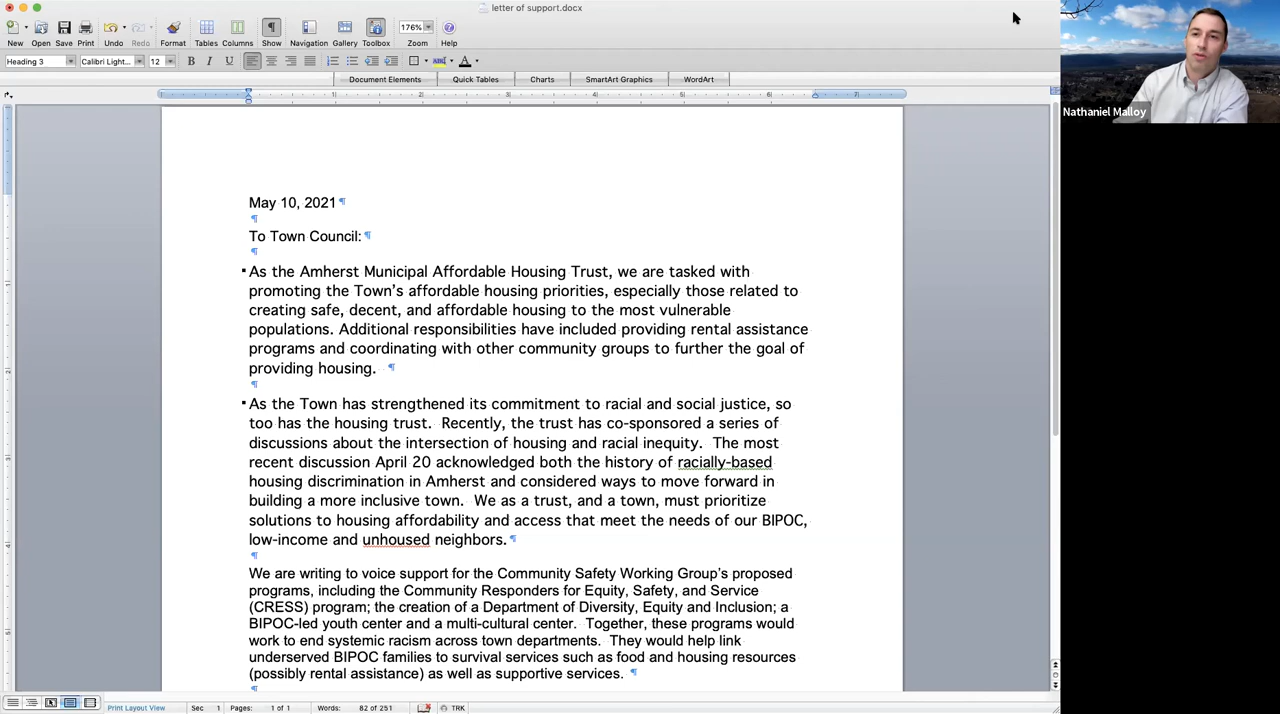 letter of support.docx
New Open Save Print Undo Redo Format Tables Columns Show Navigation Gallery Toolbox Zoom Help
176%
Heading 3 Calibri Light... 12 B I U
Document Elements Quick Tables Charts SmartArt Graphics WordArt
1 2 3 4 5 6 7
May 10, 2021 ¶
¶
To Town Council: ¶
¶
As the Amherst Municipal Affordable Housing Trust, we are tasked with
promoting the Town's affordable housing priorities, especially those related to
creating safe, decent, and affordable housing to the most vulnerable
populations. Additional responsibilities have included providing rental assistance
programs and coordinating with other community groups to further the goal of
providing housing. ¶
¶
As the Town has strengthened its commitment to racial and social justice, so
too has the housing trust. Recently, the trust has co-sponsored a series of
discussions about the intersection of housing and racial inequity. The most
recent discussion April 20 acknowledged both the history of racially-based
housing discrimination in Amherst and considered ways to move forward in
building a more inclusive town. We as a trust, and a town, must prioritize
solutions to housing affordability and access that meet the needs of our BIPOC,
low-income and unhoused neighbors. ¶
¶
We are writing to voice support for the Community Safety Working Group's proposed
programs, including the Community Responders for Equity, Safety, and Service
(CRESS) program; the creation of a Department of Diversity, Equity and Inclusion; a
BIPOC-led youth center and a multi-cultural center. Together, these programs would
work to end systemic racism across town departments. They would help link
underserved BIPOC families to survival services such as food and housing resources
(possibly rental assistance) as well as supportive services. ¶
¶
Print Layout View Sec 1 Pages: 1 of 1 Words: 82 of 251 TRK
Nathaniel Malloy